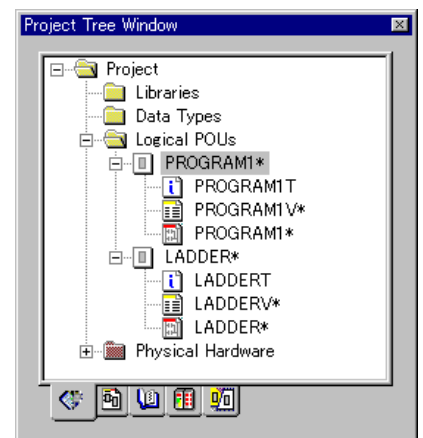 Project Tree Window
Project
Libraries
Data Types
Logical POUs
PROGRAM1*
PROGRAM1T
PROGRAM1V*
PROGRAM1*
LADDER*
LADDERT
LADDERV*
LADDER*
Physical Hardware